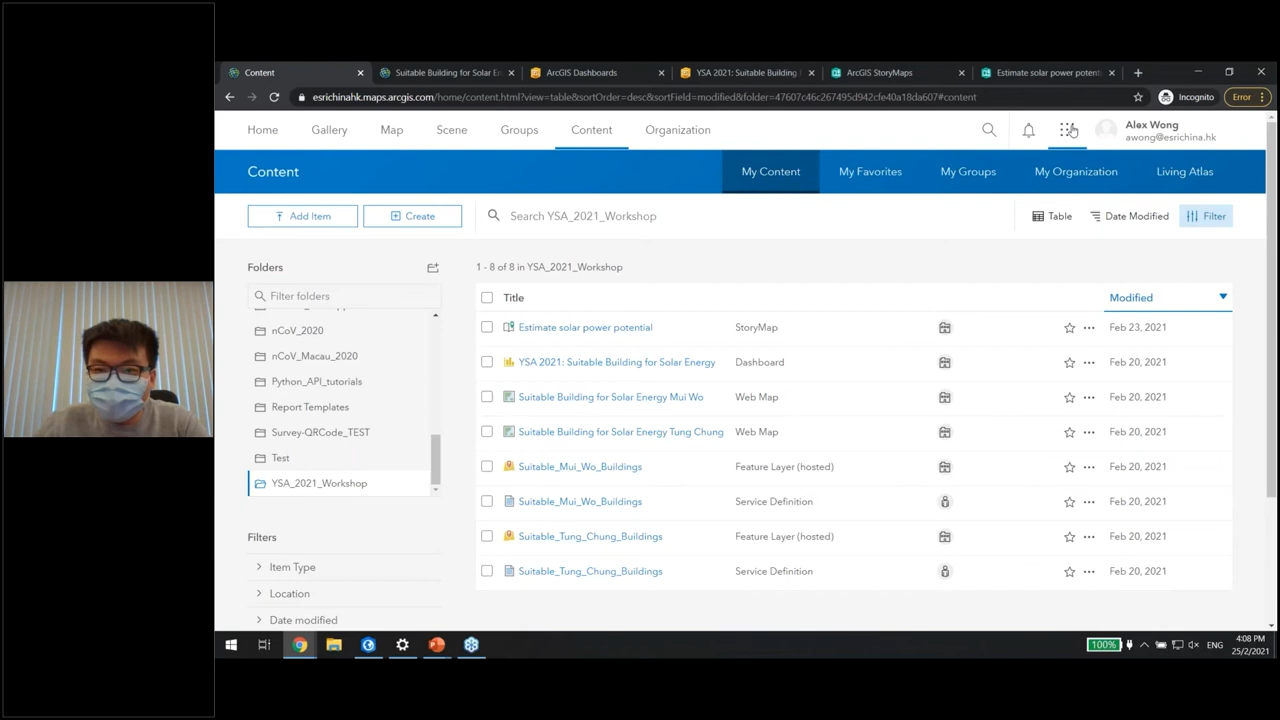 Content
Suitable Building for Solar En
ArcGIS Dashboards
YSA 2021: Suitable Building
ArcGIS StoryMaps
Estimate solar power potent
esrichinahk.maps.arcgis.com/home/content.html?view=table&sortOrder=desc&sortField=modified&folder=47607c46c267495d942cfe40a18da607#content
Incognito
Error
Home
Gallery
Map
Scene
Groups
Content
Organization
Alex Wong
awong@esrichina.hk
Content
My Content
My Favorites
My Groups
My Organization
Living Atlas
Add Item
Create
Search YSA_2021_Workshop
Table
Date Modified
Filter
Folders
Filter folders
nCoV_2020
nCoV_Macau_2020
Python_API_tutorials
Report Templates
Survey-QRCode_TEST
Test
YSA_2021_Workshop
Filters
Item Type
Location
Date modified
1 - 8 of 8 in YSA_2021_Workshop
Title Modified
Estimate solar power potential StoryMap Feb 23, 2021
YSA 2021: Suitable Building for Solar Energy Dashboard Feb 20, 2021
Suitable Building for Solar Energy Mui Wo Web Map Feb 20, 2021
Suitable Building for Solar Energy Tung Chung Web Map Feb 20, 2021
Suitable_Mui_Wo_Buildings Feature Layer (hosted) Feb 20, 2021
Suitable_Mui_Wo_Buildings Service Definition Feb 20, 2021
Suitable_Tung_Chung_Buildings Feature Layer (hosted) Feb 20, 2021
Suitable_Tung_Chung_Buildings Service Definition Feb 20, 2021
100%
ENG
4:08 PM
25/2/2021